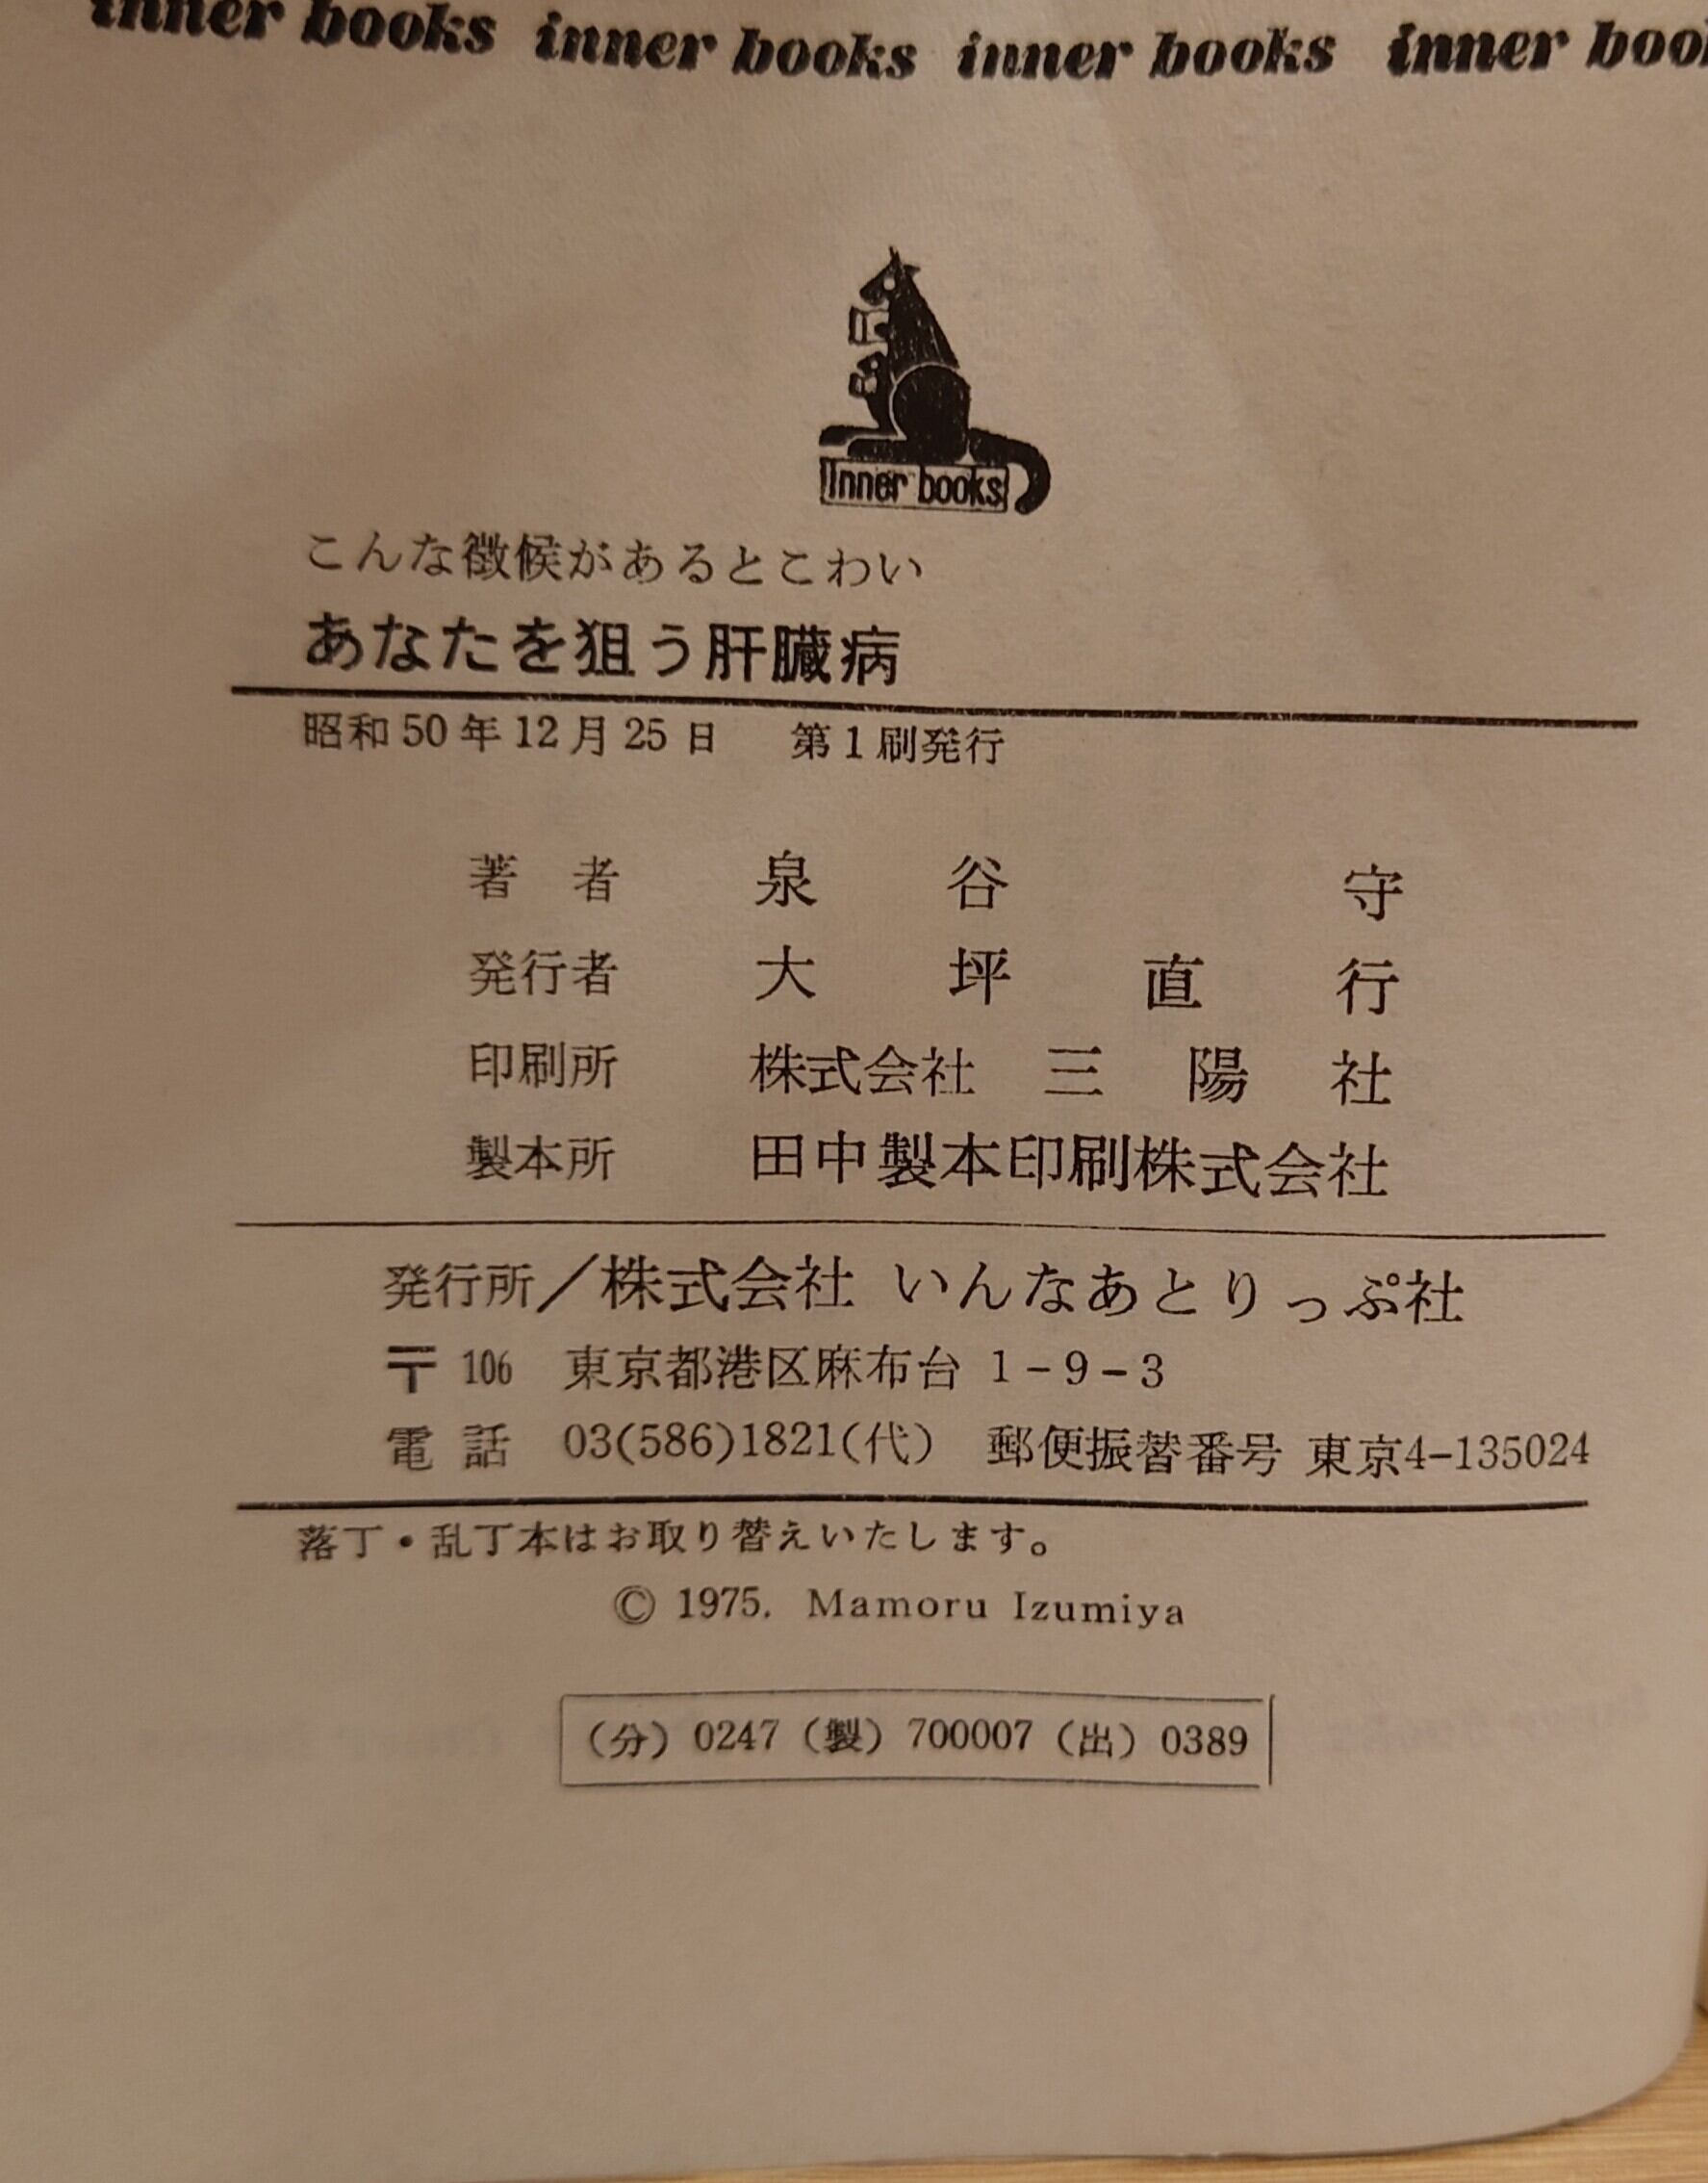 inner books inner books inner books inner boo
Inner books
こんな徴候があるとこわい
あなたを狙う肝臓病
昭和50年12月25日 第1刷発行
著者 泉谷守
発行者 大坪直行
印刷所 株式会社 三陽社
製本所 田中製本印刷株式会社
発行所／株式会社 いんなあとりっぷ社
〒106 東京都港区麻布台 1-9-3
電話 03(586)1821(代) 郵便振替番号 東京4-135024
落丁・乱丁本はお取り替えいたします。
© 1975. Mamoru Izumiya
(分) 0247 (製) 700007 (出) 0389